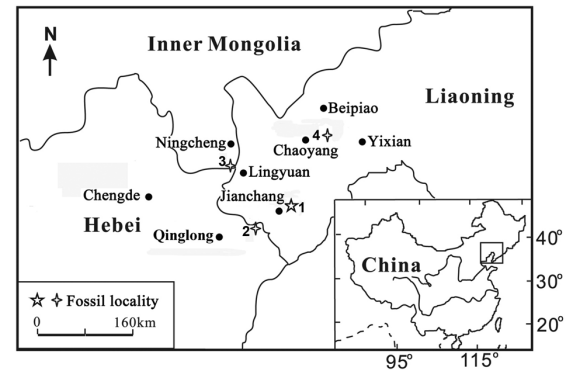 N
Inner Mongolia
Liaoning
Beipiao
4
Chaoyang
Yixian
Ningcheng
3
Lingyuan
Jianchang
1
Chengde
Hebei
2
Qinglong
China
40°
30°
20°
95°
115°
Fossil locality
0 160km